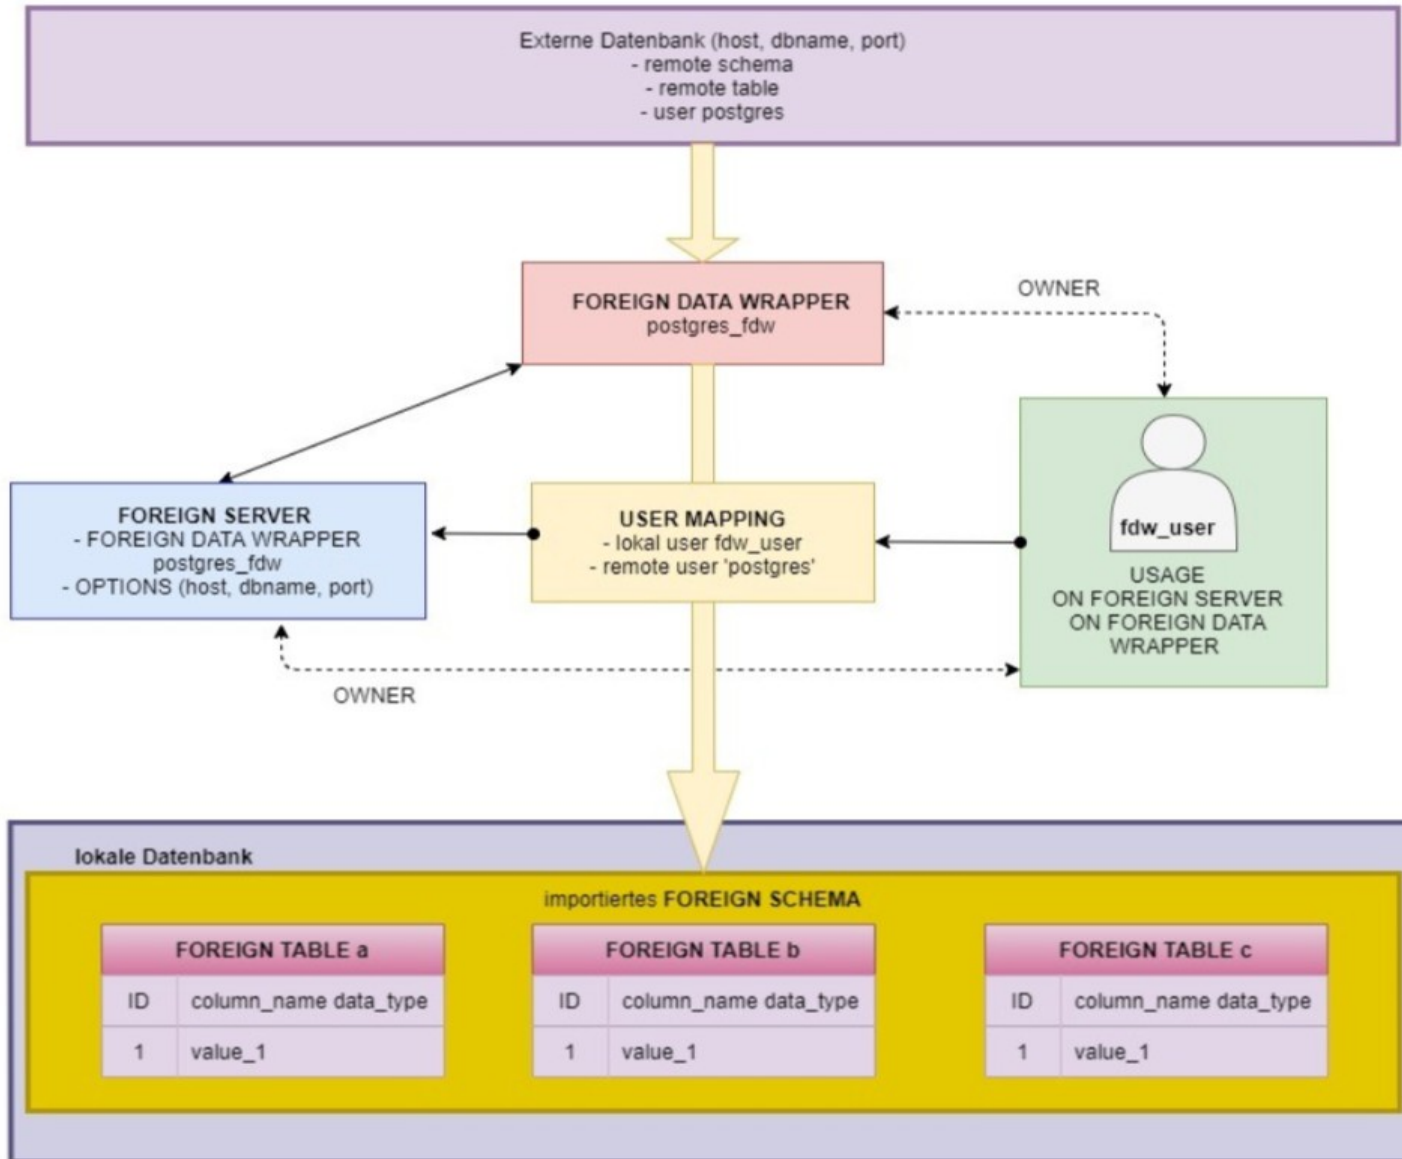 Externe Datenbank (host, dbname, port)
- remote schema
- remote table
- user postgres
FOREIGN DATA WRAPPER
postgres_fdw
OWNER
FOREIGN SERVER
- FOREIGN DATA WRAPPER
postgres_fdw
- OPTIONS (host, dbname, port)
USER MAPPING
- lokal user fdw_user
- remote user 'postgres'
fdw_user
USAGE
ON FOREIGN SERVER
ON FOREIGN DATA
WRAPPER
OWNER
lokale Datenbank
importiertes FOREIGN SCHEMA
FOREIGN TABLE a
ID column_name data_type
1 value_1
FOREIGN TABLE b
ID column_name data_type
1 value_1
FOREIGN TABLE c
ID column_name data_type
1 value_1